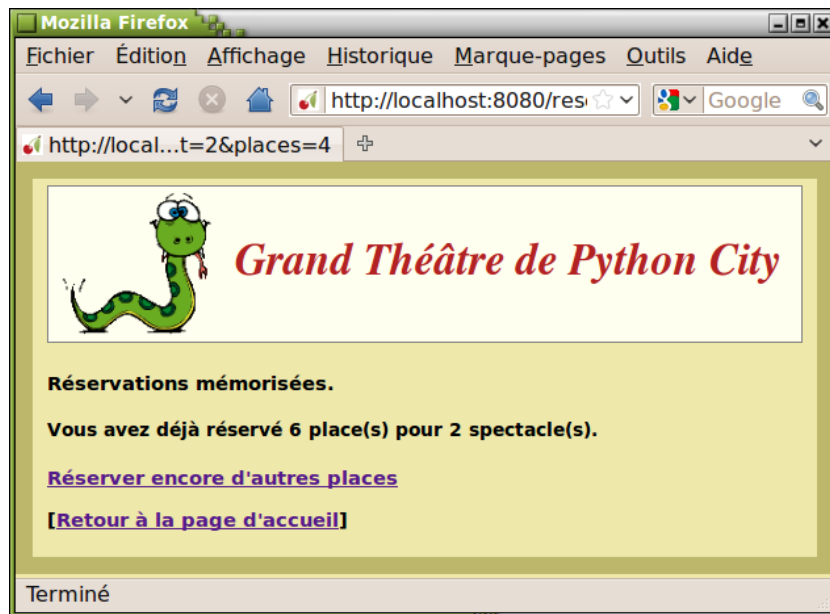 Mozilla Firefox
Fichier Édition Affichage Historique Marque-pages Outils Aide
http://localhost:8080/res Google
http://local...t=2&places=4
Grand Théâtre de Python City
Réservations mémorisées.
Vous avez déjà réservé 6 place(s) pour 2 spectacle(s).
Réserver encore d'autres places
[Retour à la page d'accueil]
Terminé